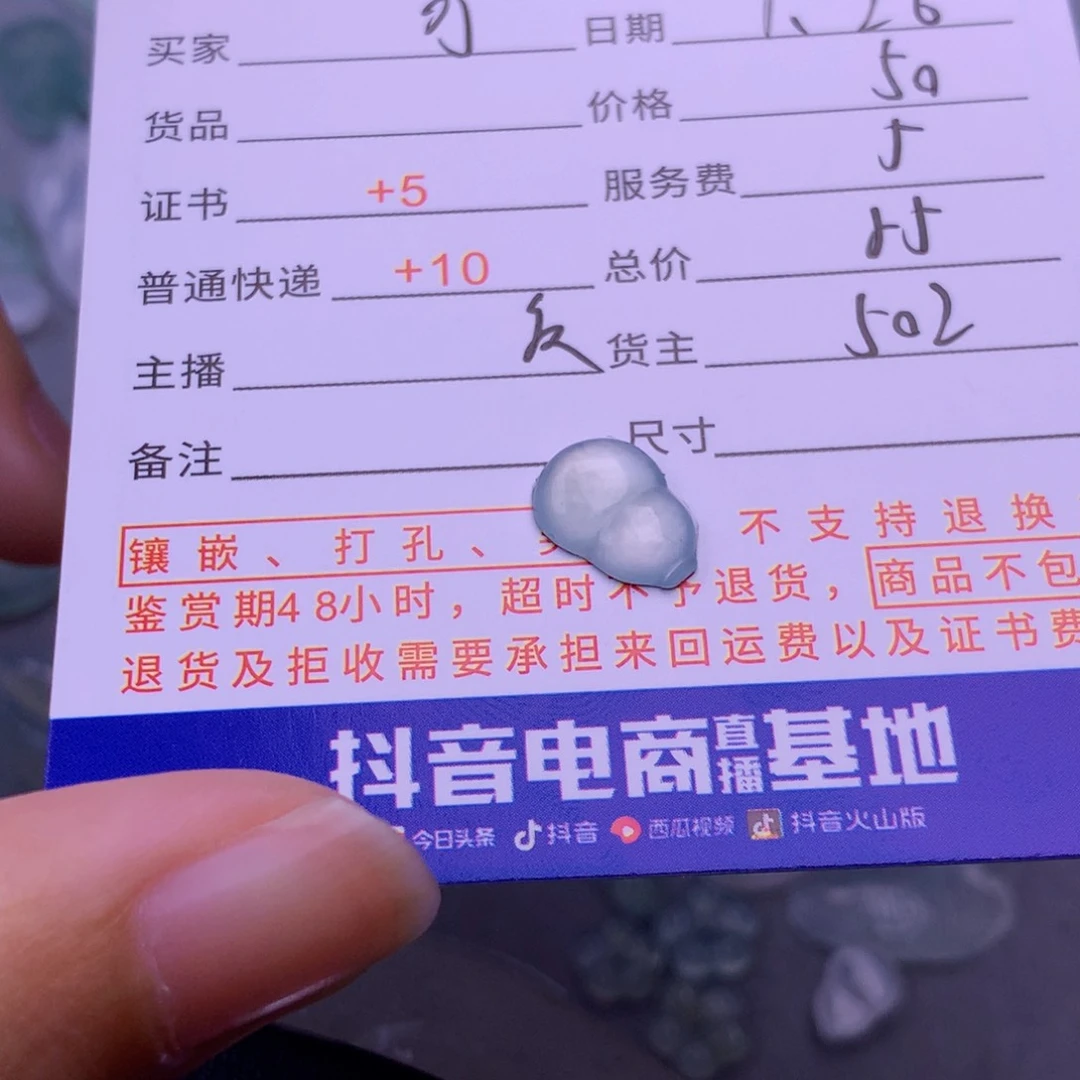 买家 日期 1、26
货品 价格 50
证书 +5 服务费 5
普通快递 +10 总价 55
主播 货主 502
备注 尺寸
镶嵌、打孔、 不支持退换
鉴赏期48小时，超时不予退货，商品不包
退货及拒收需要承担来回运费以及证书费
抖音电商直播基地
今日头条 抖音 西瓜视频 抖音火山版